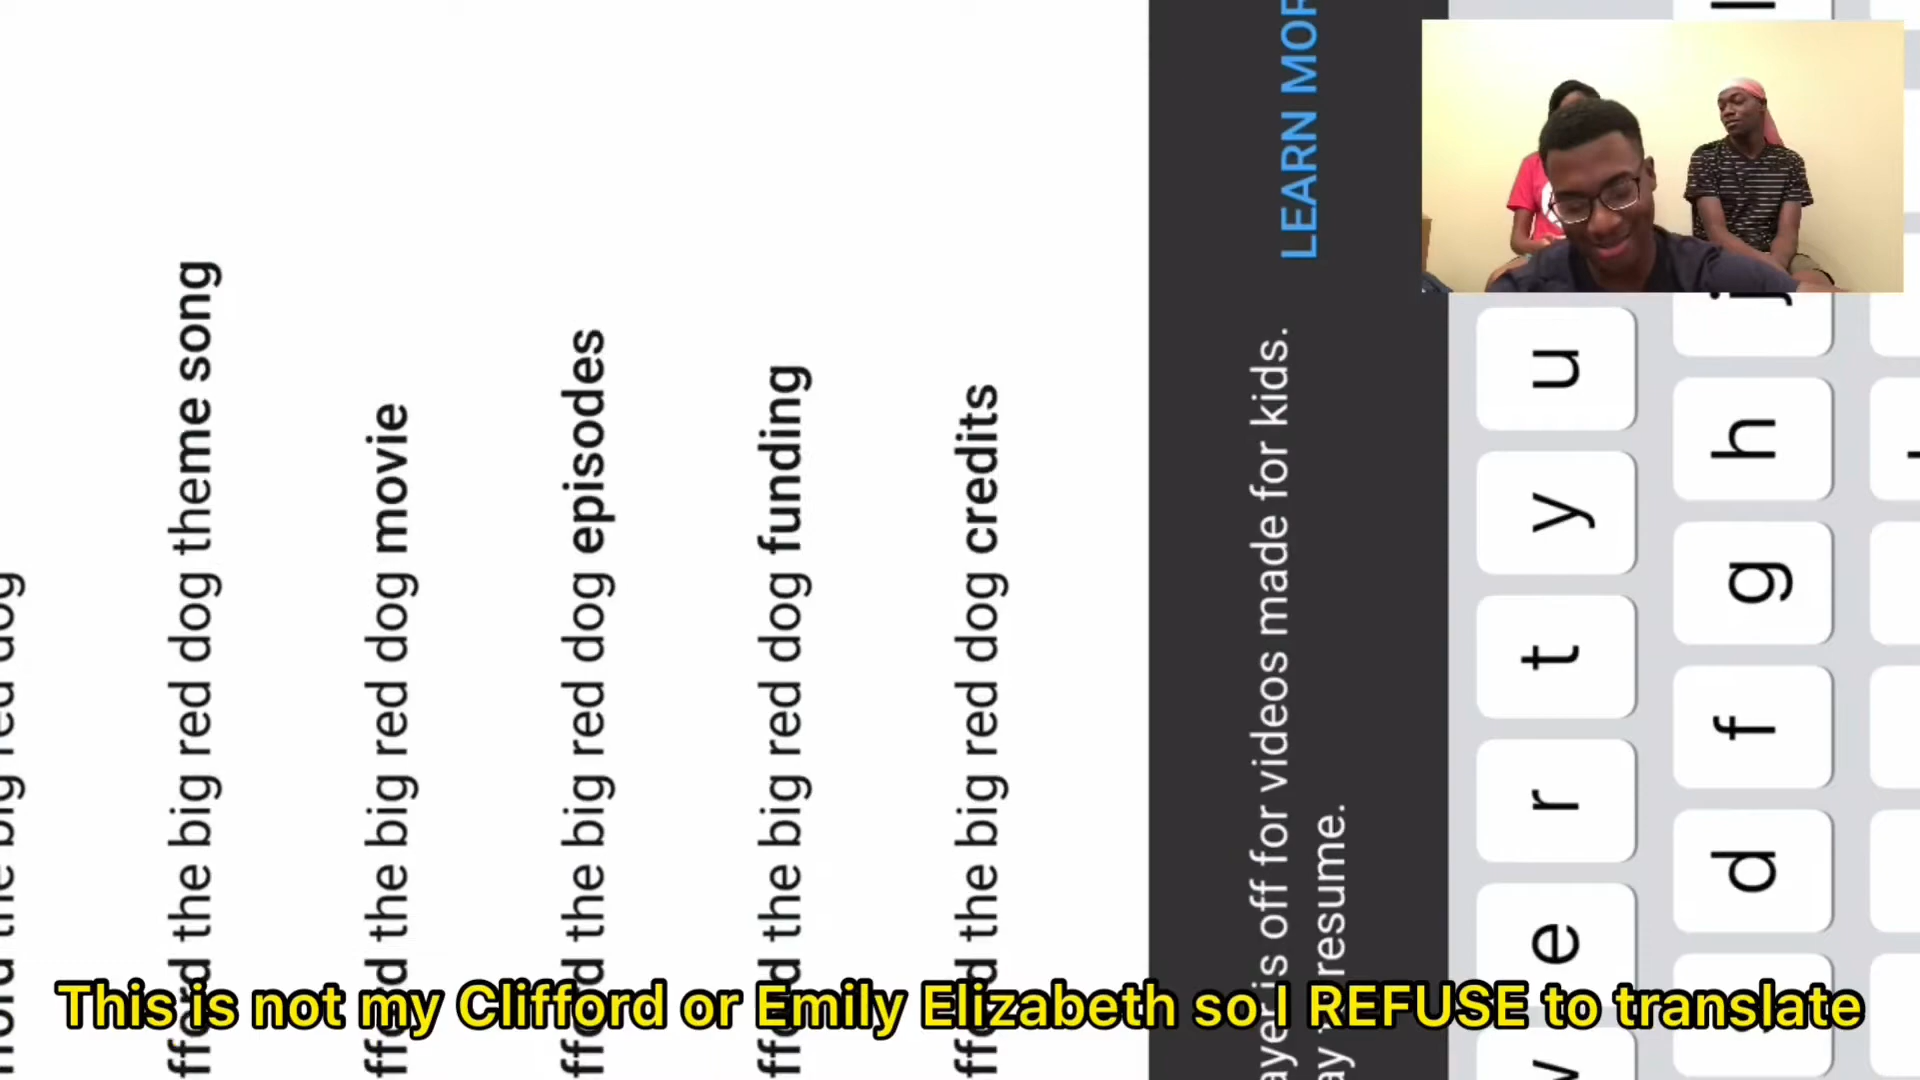 the big red dog
the big red dog theme song
the big red dog movie
the big red dog episodes
the big red dog funding
the big red dog credits
is off for videos made for kids.
resume.
LEARN
u
y
t
r
e
j
h
g
f
d
This is not my Clifford or Emily Elizabeth so I REFUSE to translate